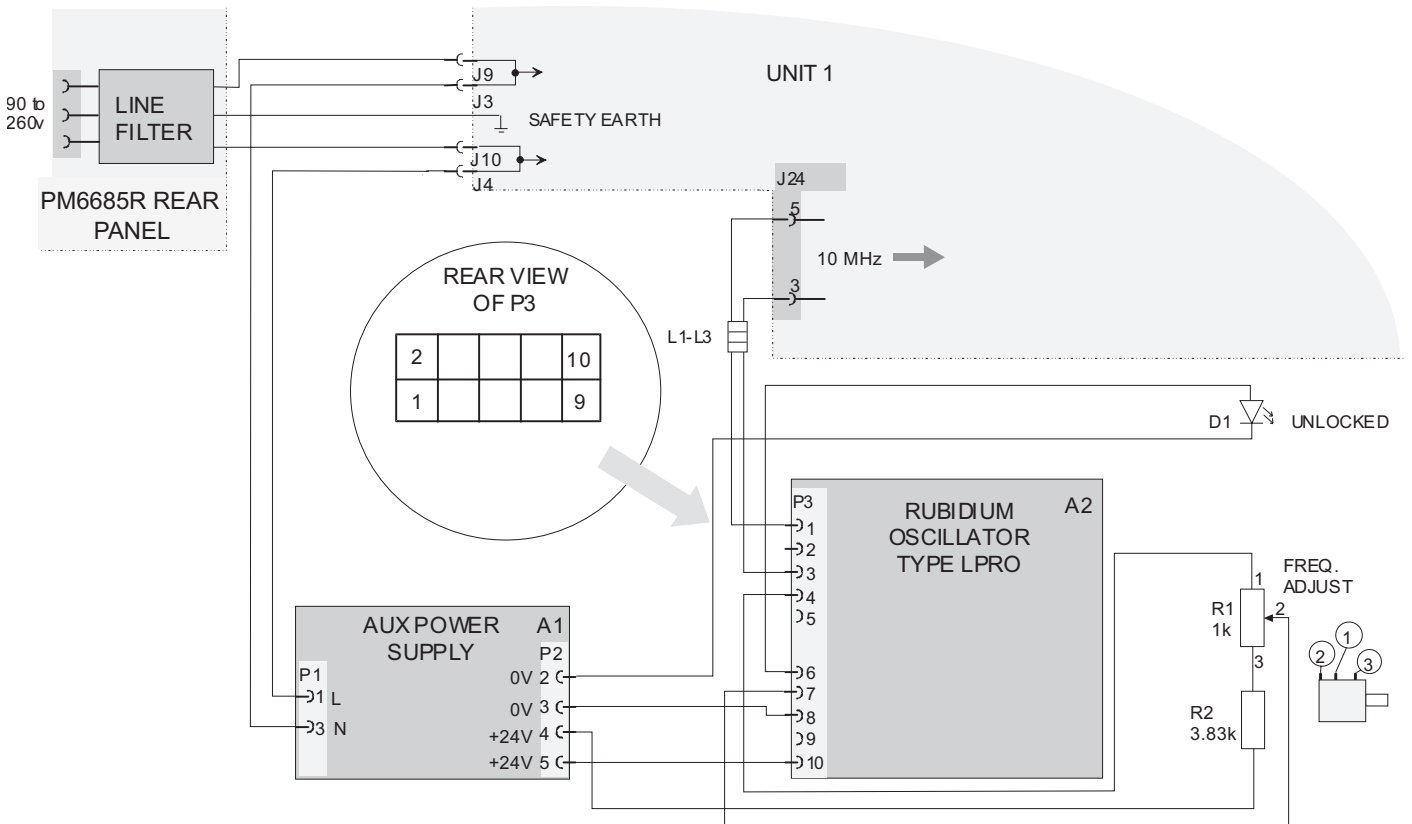 90 to
260v
LINE
FILTER
PM6685R REAR
PANEL
J9
J3
SAFETY EARTH
J10
J4
UNIT 1
J24
5
10 MHz
3
L1-L3
REAR VIEW
OF P3
2
10
1
9
D1
UNLOCKED
P3
1
2
3
4
5
6
7
8
9
10
RUBIDIUM
OSCILLATOR
TYPE LPRO
A2
FREQ.
ADJUST
1
R1
1k
2
3
R2
3.83k
2
1
3
AUX POWER
SUPPLY
A1
P1
1 L
3 N
P2
0V 2
0V 3
+24V 4
+24V 5